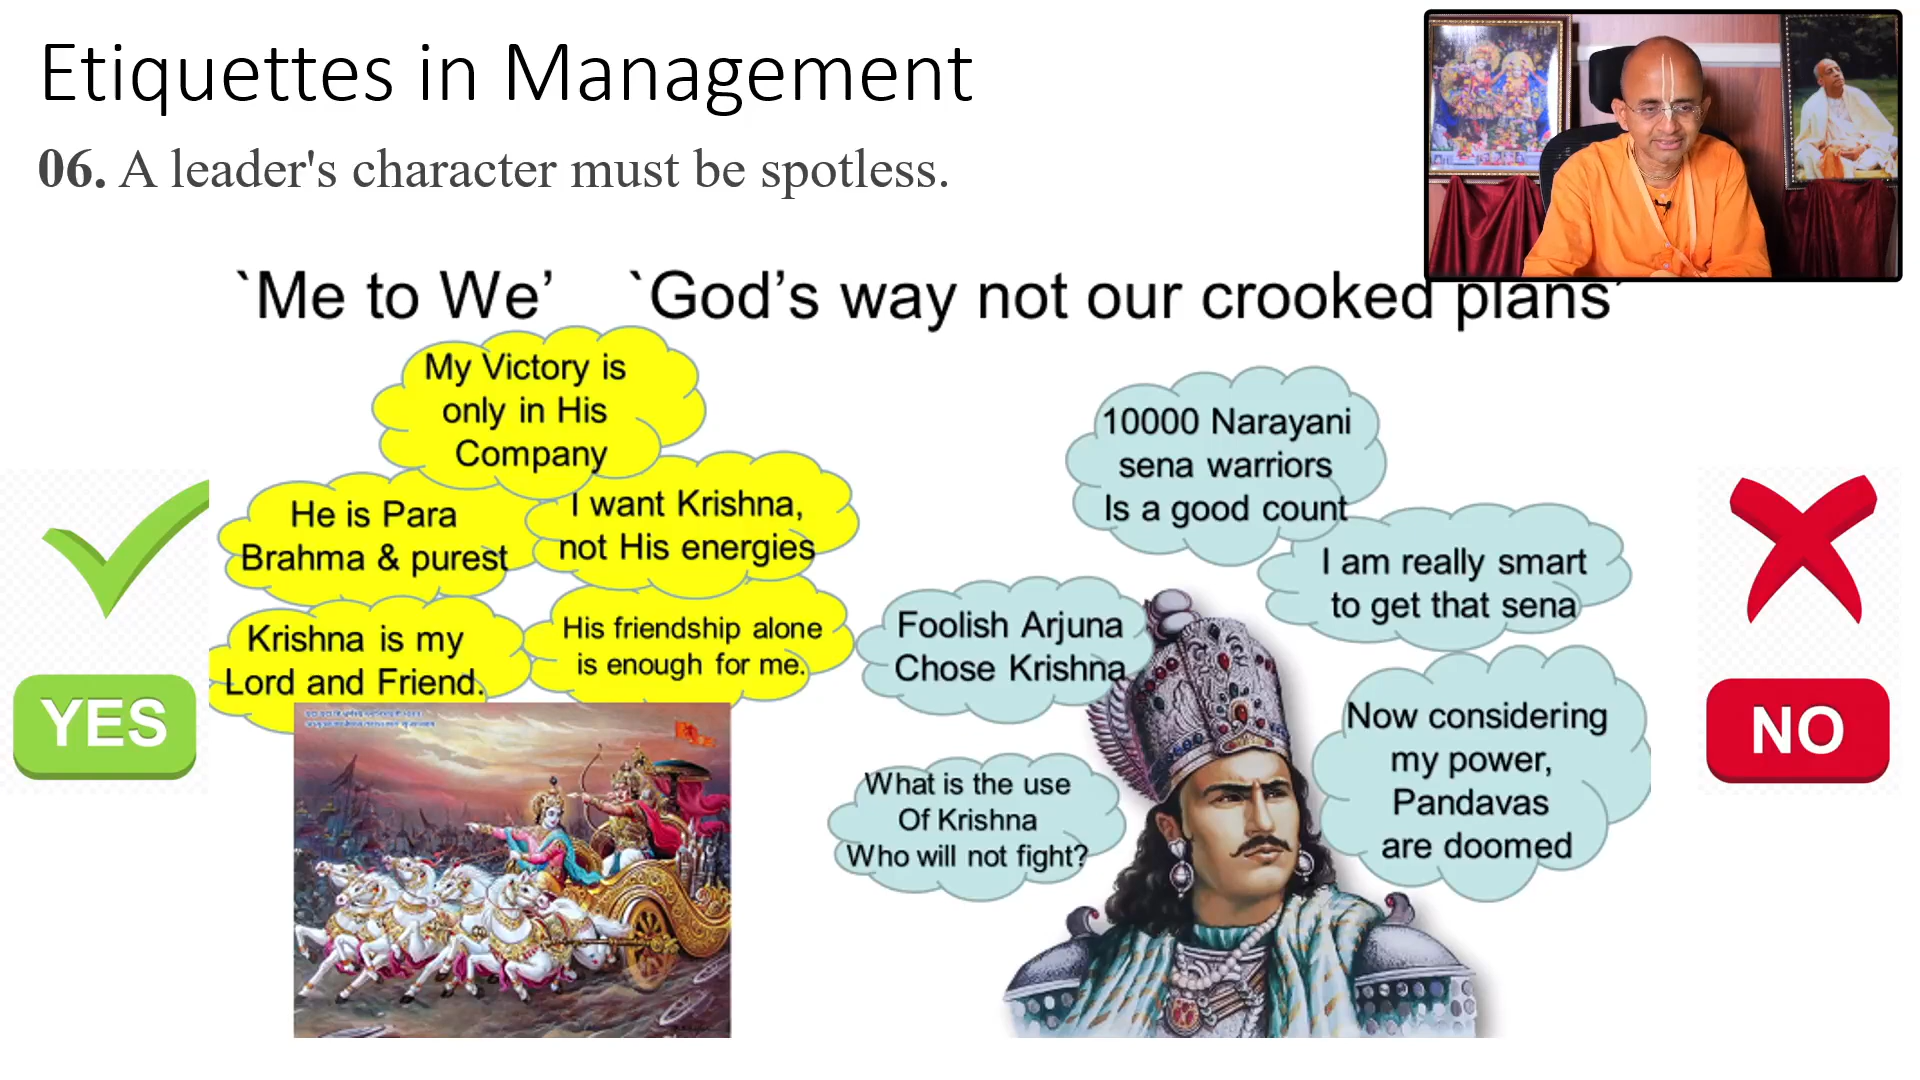 Etiquettes in Management
06. A leader's character must be spotless.
`Me to We’ `God’s way not our crooked plans’
My Victory is
only in His
Company
He is Para
Brahma & purest
I want Krishna,
not His energies
Krishna is my
Lord and Friend.
His friendship alone
is enough for me.
YES
10000 Narayani
sena warriors
Is a good count
I am really smart
to get that sena
Foolish Arjuna
Chose Krishna
Now considering
my power,
Pandavas
are doomed
What is the use
Of Krishna
Who will not fight?
NO